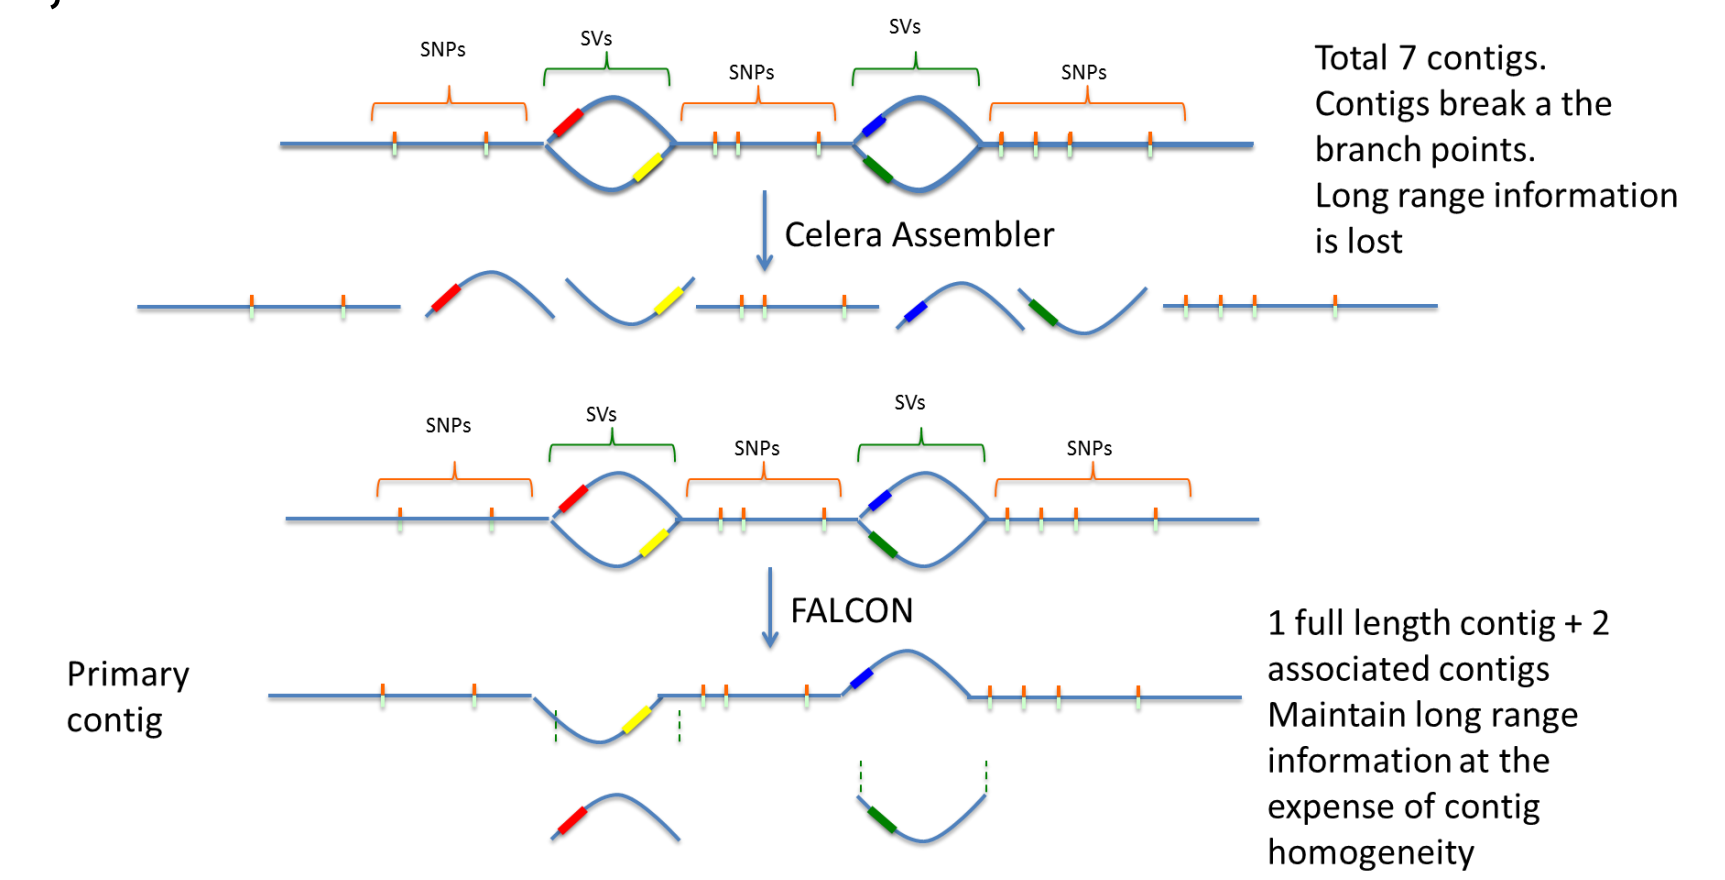 SNPs
SVs
SNPs
SVs
SNPs
Total 7 contigs.
Contigs break a the
branch points.
Long range information
is lost
Celera Assembler
SNPs
SVs
SNPs
SVs
SNPs
FALCON
Primary
contig
1 full length contig + 2
associated contigs
Maintain long range
information at the
expense of contig
homogeneity